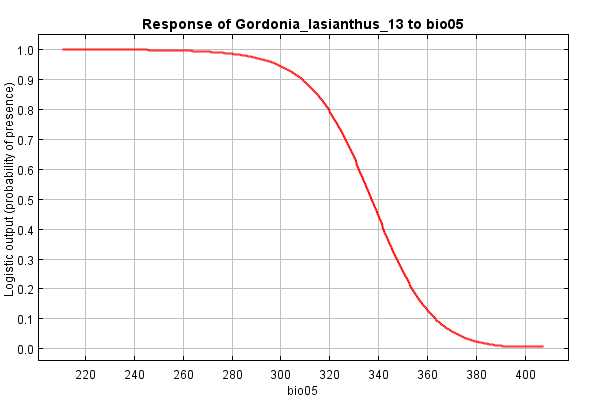 Response of Gordonia_lasianthus_13 to bio05
Logistic output (probability of presence)
1.0
0.9
0.8
0.7
0.6
0.5
0.4
0.3
0.2
0.1
0.0
220 240 260 280 300 320 340 360 380 400
bio05